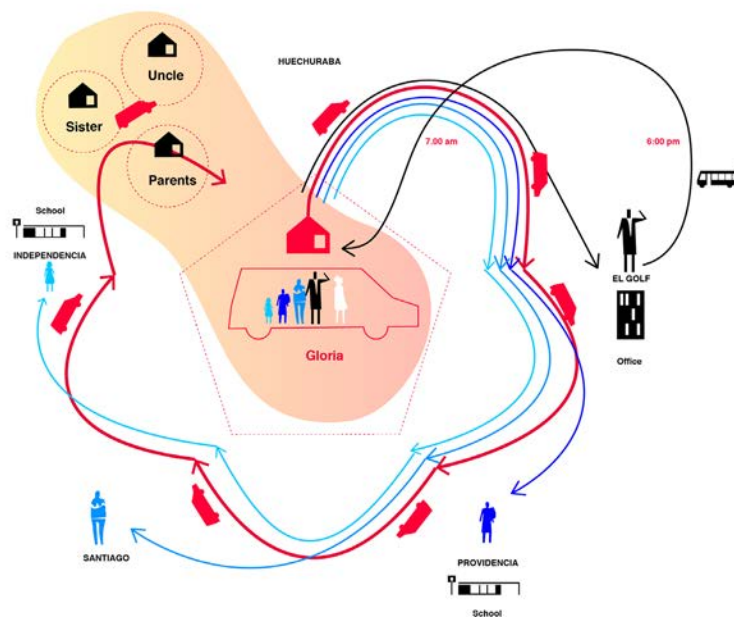 Uncle
HUECHURABA
Sister
7.00 am
6:00 pm
Parents
School
INDEPENDENCIA
EL GOLF
Gloria
Office
SANTIAGO
PROVIDENCIA
School